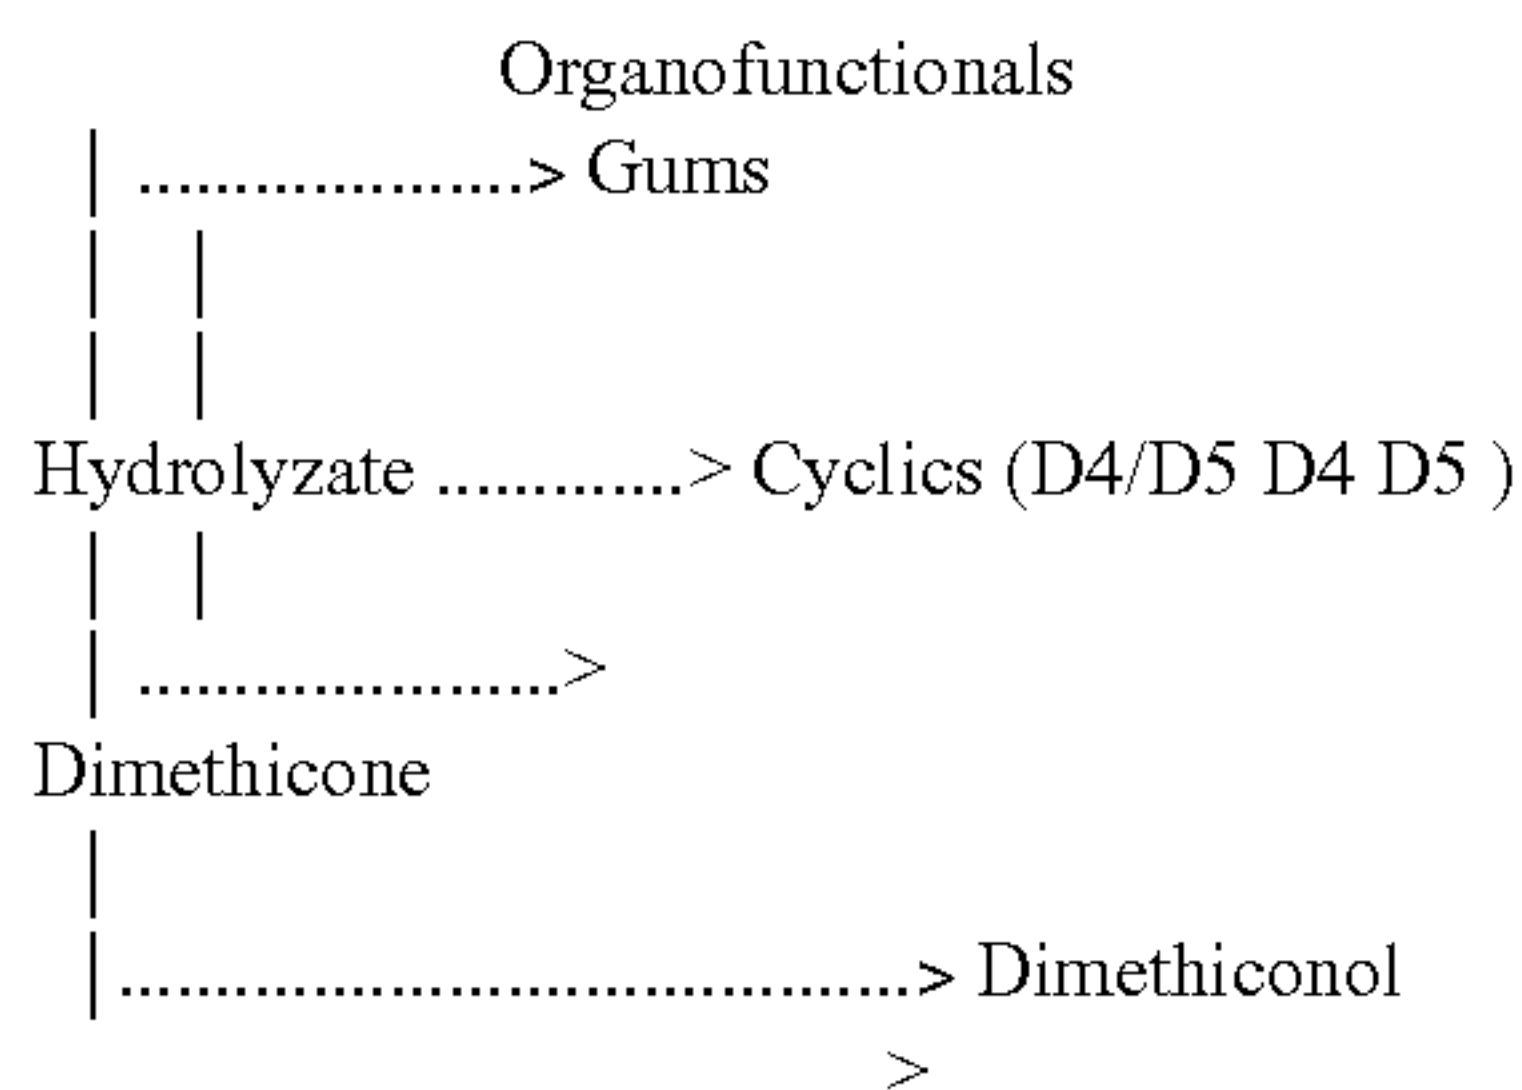 Organofunctionals
| ....................> Gums
| |
| |
Hydrolyzate .............> Cyclics (D4/D5 D4 D5 )
| |
| ......................>
Dimethicone
|
|.........................................> Dimethiconol
>